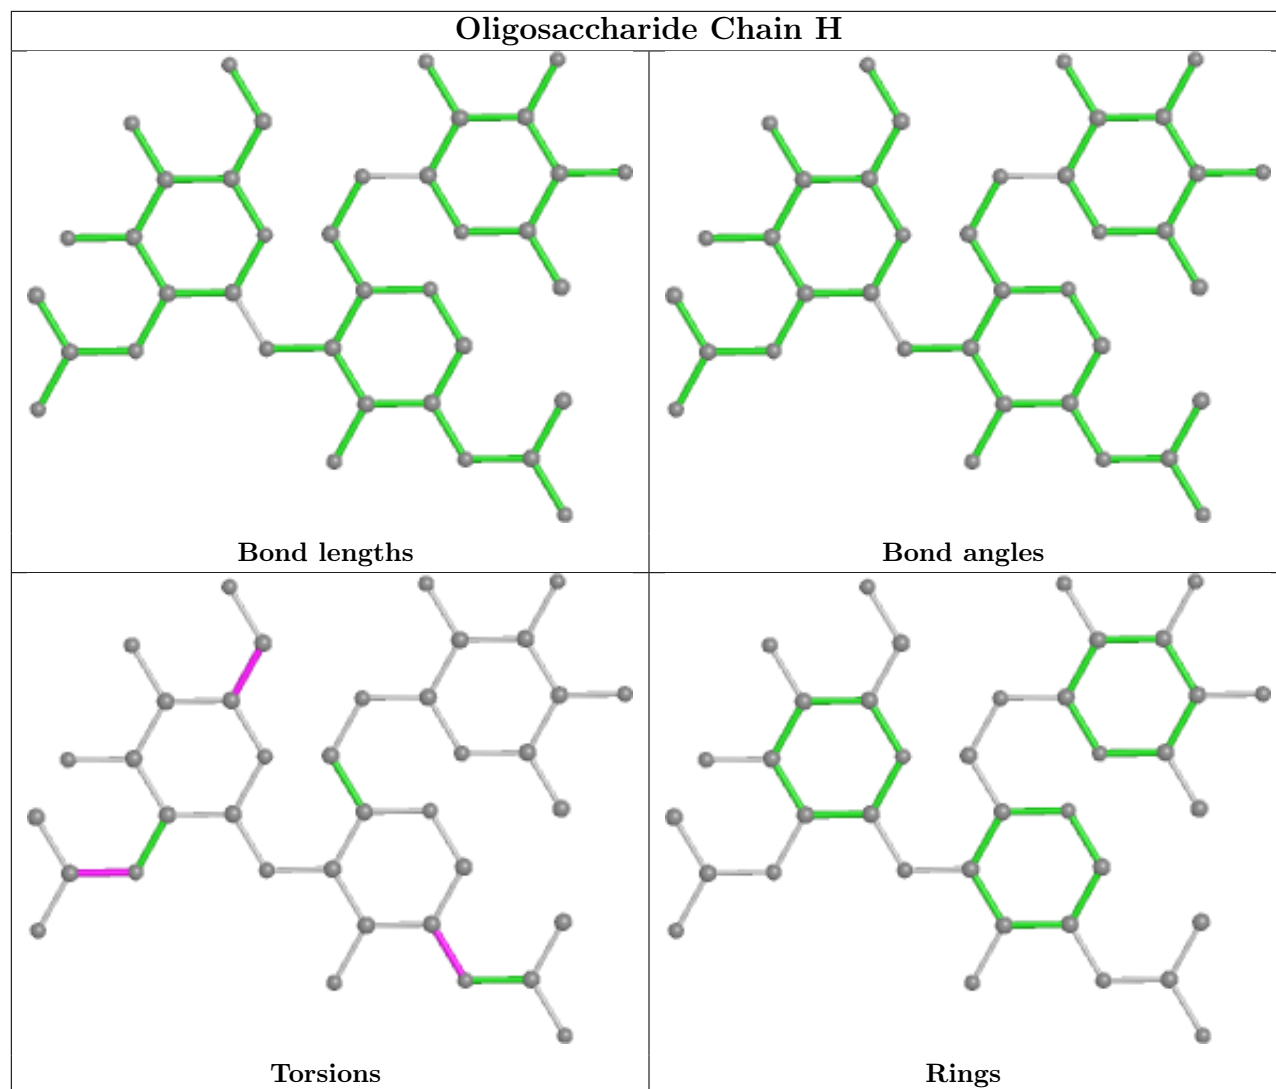 Oligosaccharide Chain H
Bond lengths
Bond angles
Torsions
Rings